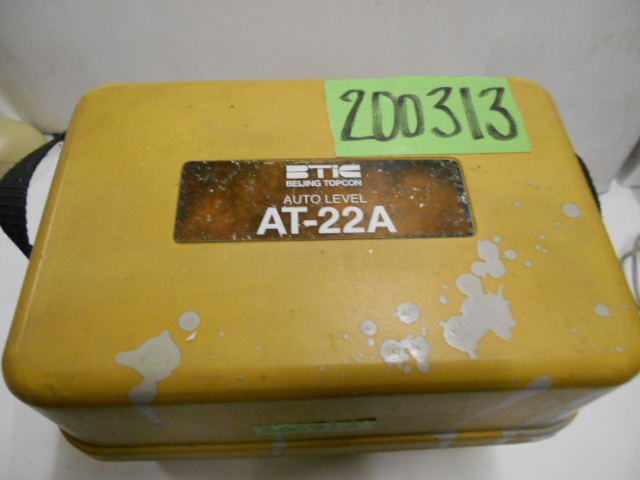 200313
BTIC
BEIJING TOPCON
AUTO LEVEL
AT-22A